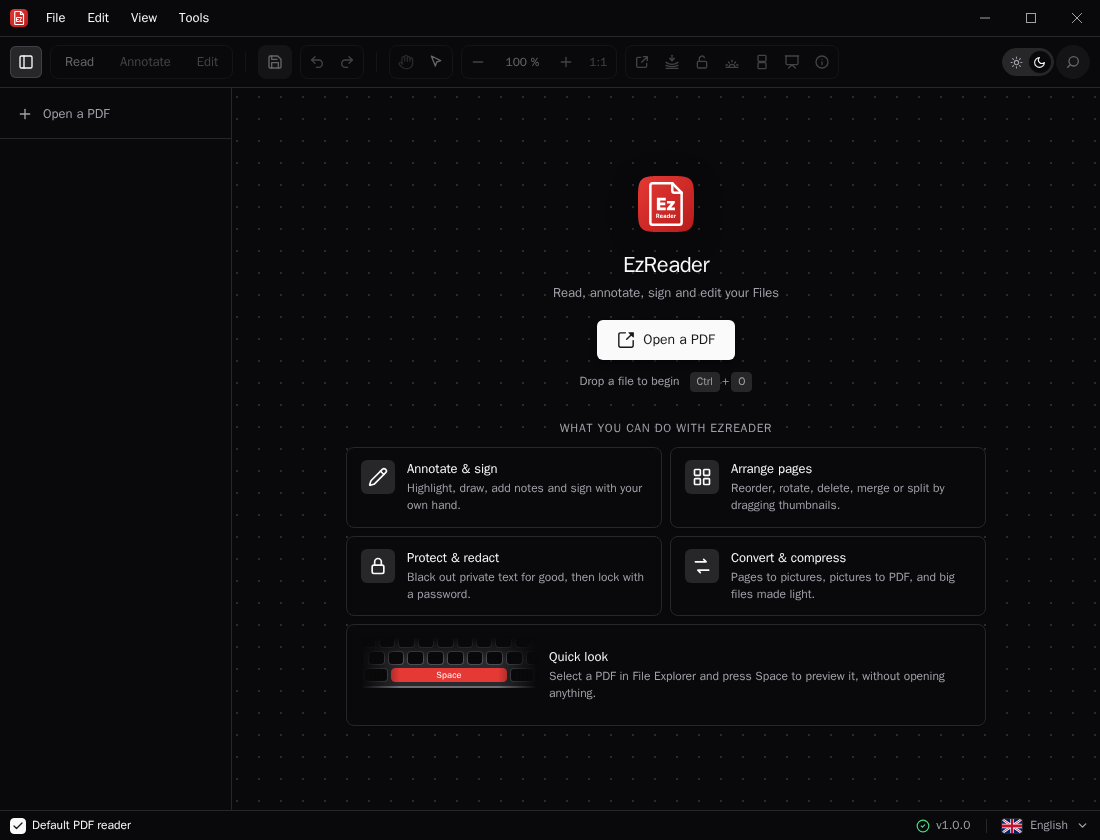 Ez
File
Edit
View
Tools
Read
Annotate
Edit
100 %
1:1
Open a PDF
Ez
Reader
EzReader
Read, annotate, sign and edit your Files
Open a PDF
Drop a file to begin Ctrl + O
WHAT YOU CAN DO WITH EZREADER
Annotate & sign
Highlight, draw, add notes and sign with your
own hand.
Arrange pages
Reorder, rotate, delete, merge or split by
dragging thumbnails.
Protect & redact
Black out private text for good, then lock with
a password.
Convert & compress
Pages to pictures, pictures to PDF, and big
files made light.
Space
Quick look
Select a PDF in File Explorer and press Space to preview it, without opening
anything.
Default PDF reader
v1.0.0
English